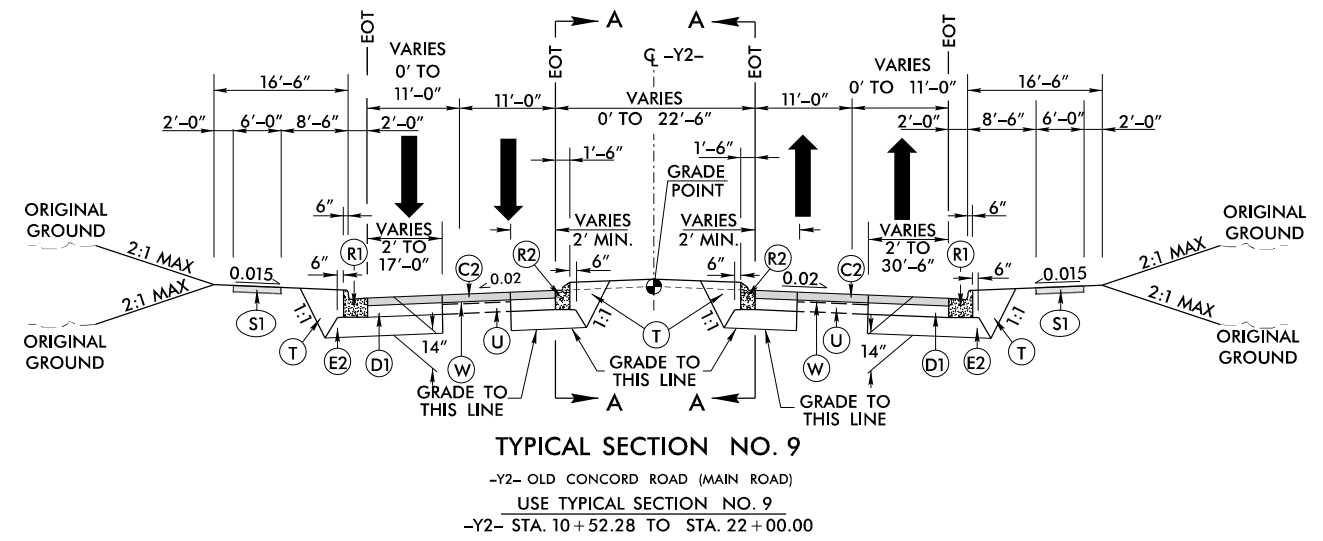 A A
EOT
EOT
EOT
EOT
℄ -Y2-
VARIES
0' TO
11'-0"
11'-0"
VARIES
0' TO 22'-6"
11'-0"
VARIES
0' TO 11'-0"
16'-6"
16'-6"
2'-0" 6'-0" 8'-6" 2'-0"
2'-0" 8'-6" 6'-0" 2'-0"
1'-6"
1'-6"
GRADE
POINT
6"
6"
ORIGINAL
GROUND
ORIGINAL
GROUND
VARIES
2' TO
17'-0"
VARIES
2' MIN.
VARIES
2' MIN.
VARIES
2' TO
30'-6"
R1
R1
2:1 MAX
2:1 MAX
6"
C2
0.02
R2
6"
6"
R2
0.02
C2
6"
0.015
0.015
2:1 MAX
2:1 MAX
S1
S1
1:1
1:1
1:1
1:1
T
E2
D1
14"
W
U
T
U
W
14"
D1
E2
T
ORIGINAL
GROUND
ORIGINAL
GROUND
GRADE TO
THIS LINE
GRADE TO
THIS LINE
GRADE TO
THIS LINE
A A
TYPICAL SECTION NO. 9
-Y2- OLD CONCORD ROAD (MAIN ROAD)
USE TYPICAL SECTION NO. 9
-Y2- STA. 10+52.28 TO STA. 22+00.00